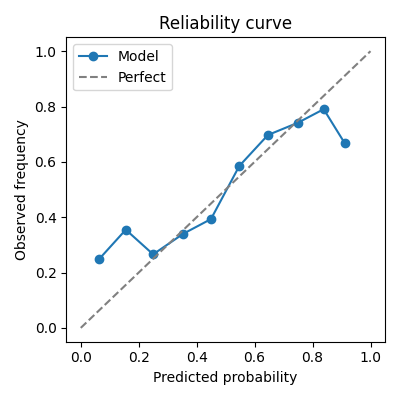 Reliability curve
Model
Perfect
Observed frequency
1.0
0.8
0.6
0.4
0.2
0.0
0.0 0.2 0.4 0.6 0.8 1.0
Predicted probability